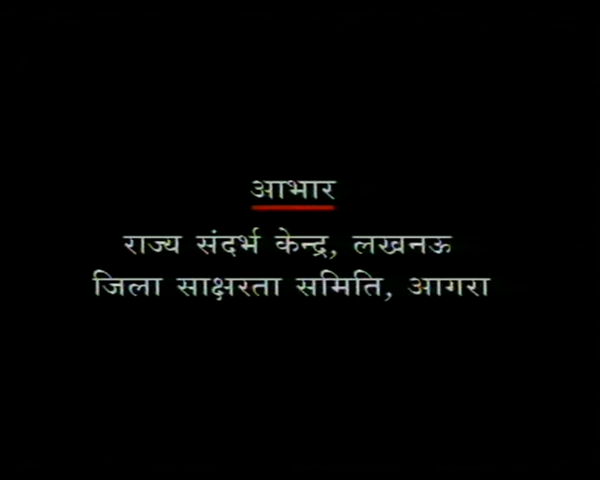 आभार
राज्य संदर्भ केन्द्र, लखनऊ
जिला साक्षरता समिति, आगरा